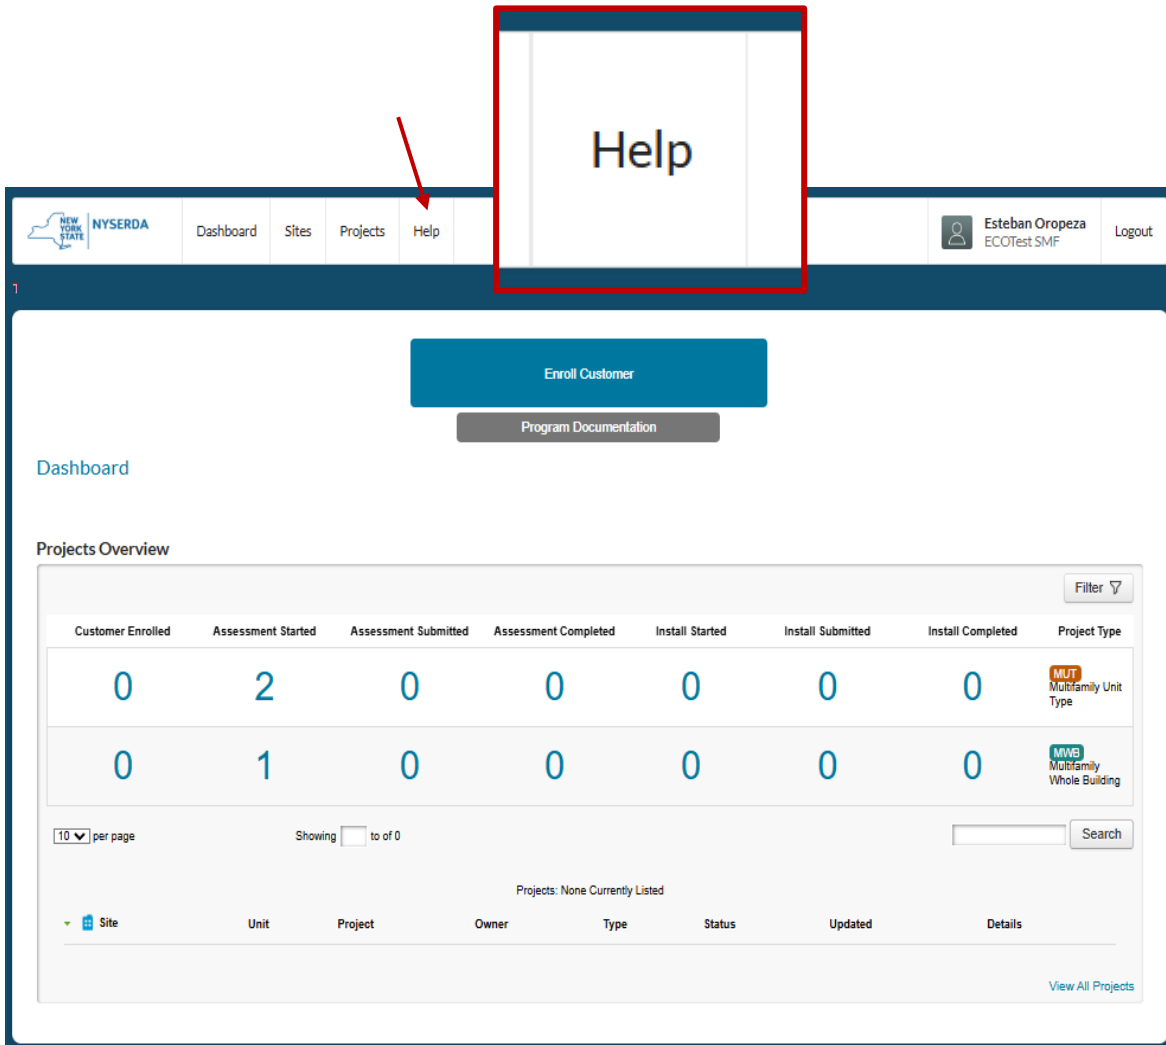 Help
NEW
YORK
STATE
NYSERDA
Dashboard
Sites
Projects
Help
Esteban Oropeza
ECOTest SMF
Logout
Enroll Customer
Program Documentation
Dashboard
Projects Overview
Filter
Customer Enrolled Assessment Started Assessment Submitted Assessment Completed Install Started Install Submitted Install Completed Project Type
0 2 0 0 0 0 0 MUT
Multifamily Unit
Type
0 1 0 0 0 0 0 MWB
Multifamily
Whole Building
10 per page Showing to of 0 Search
Projects: None Currently Listed
Site Unit Project Owner Type Status Updated Details
View All Projects